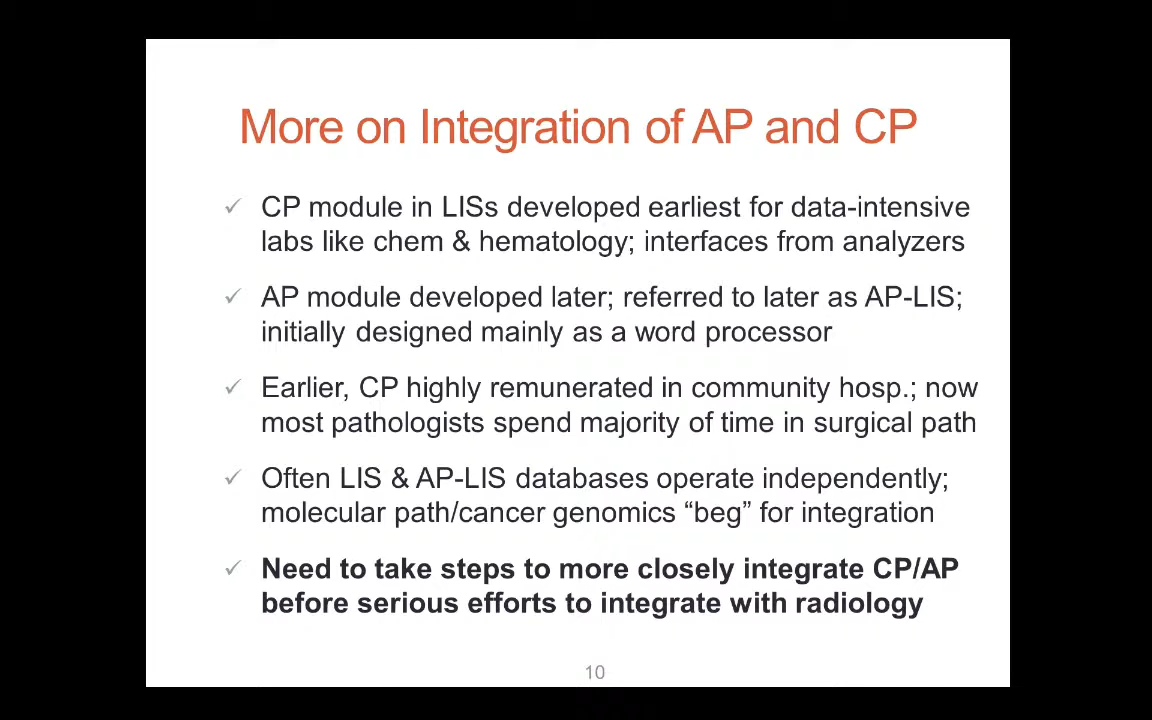 More on Integration of AP and CP
✓ CP module in LISs developed earliest for data-intensive
labs like chem & hematology; interfaces from analyzers
✓ AP module developed later; referred to later as AP-LIS;
initially designed mainly as a word processor
✓ Earlier, CP highly remunerated in community hosp.; now
most pathologists spend majority of time in surgical path
✓ Often LIS & AP-LIS databases operate independently;
molecular path/cancer genomics “beg” for integration
✓ Need to take steps to more closely integrate CP/AP
before serious efforts to integrate with radiology
10